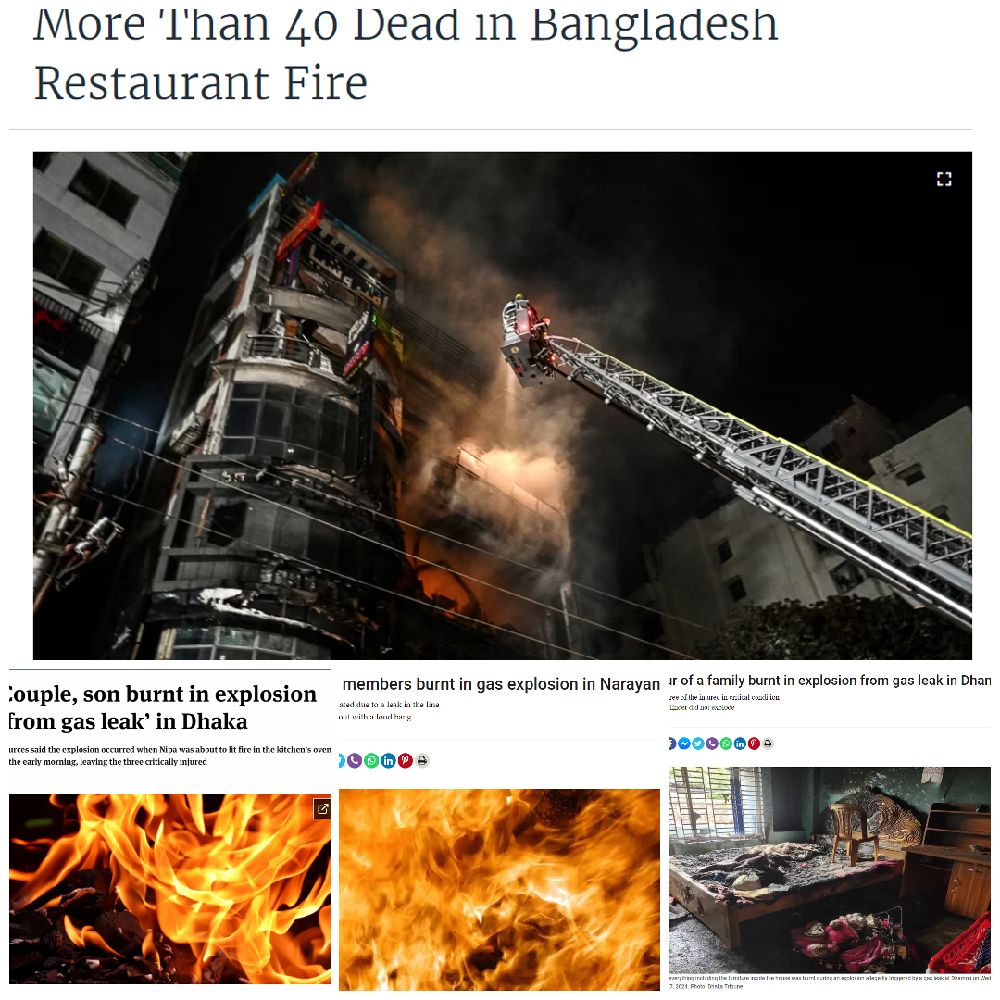 More Than 40 Dead in Bangladesh
Restaurant Fire
Couple, son burnt in explosion
from gas leak’ in Dhaka
urces said the explosion occurred when Nipa was about to lit fire in the kitchen's oven
the early morning, leaving the three critically injured
members burnt in gas explosion in Narayan
ated due to a leak in the line
out with a loud bang
ur of a family burnt in explosion from gas leak in Dham
ree of the injured in critical condition
linder did not explode
everything including the furniture inside the house was burnt during an explosion allegedly triggered by a gas leak at Dhamrai on Wed
7, 2024. Photo: Dhaka Tribune